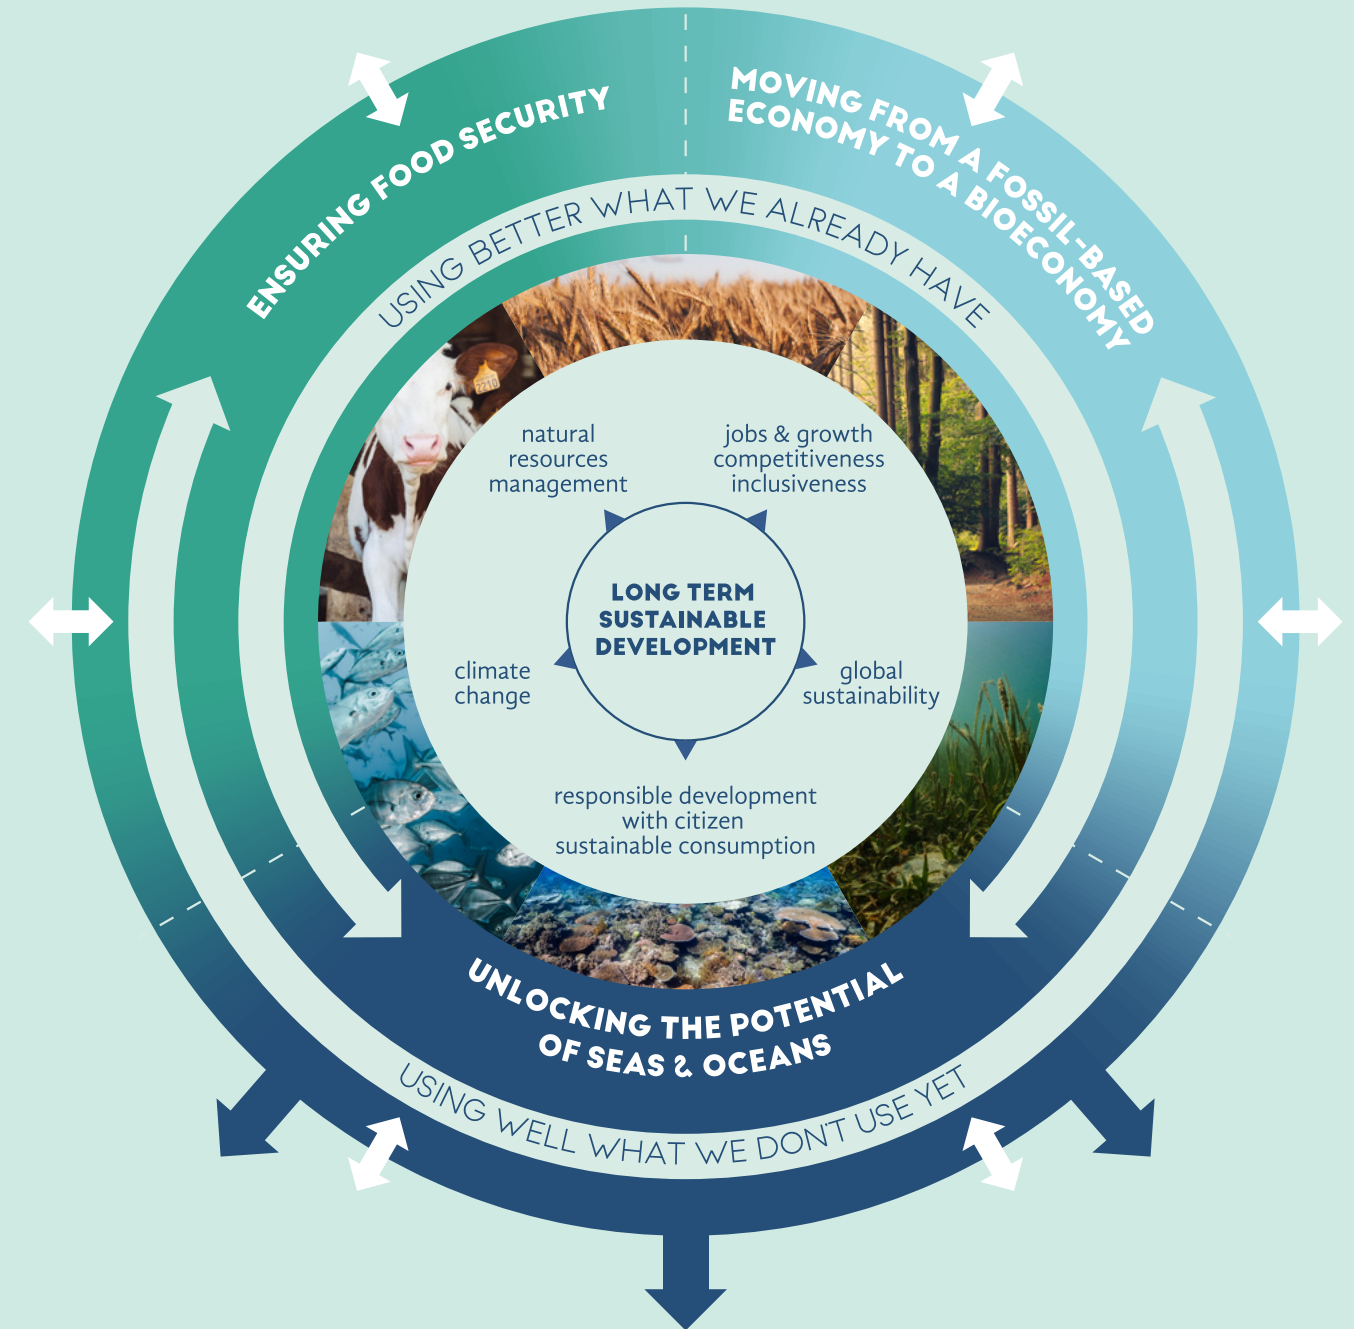 ENSURING FOOD SECURITY
MOVING FROM A FOSSIL-BASED
ECONOMY TO A BIOECONOMY
USING BETTER WHAT WE ALREADY HAVE
7210
natural
resources
management
jobs & growth
competitiveness
inclusiveness
LONG TERM
SUSTAINABLE
DEVELOPMENT
climate
change
global
sustainability
responsible development
with citizen
sustainable consumption
UNLOCKING THE POTENTIAL
OF SEAS & OCEANS
USING WELL WHAT WE DON'T USE YET